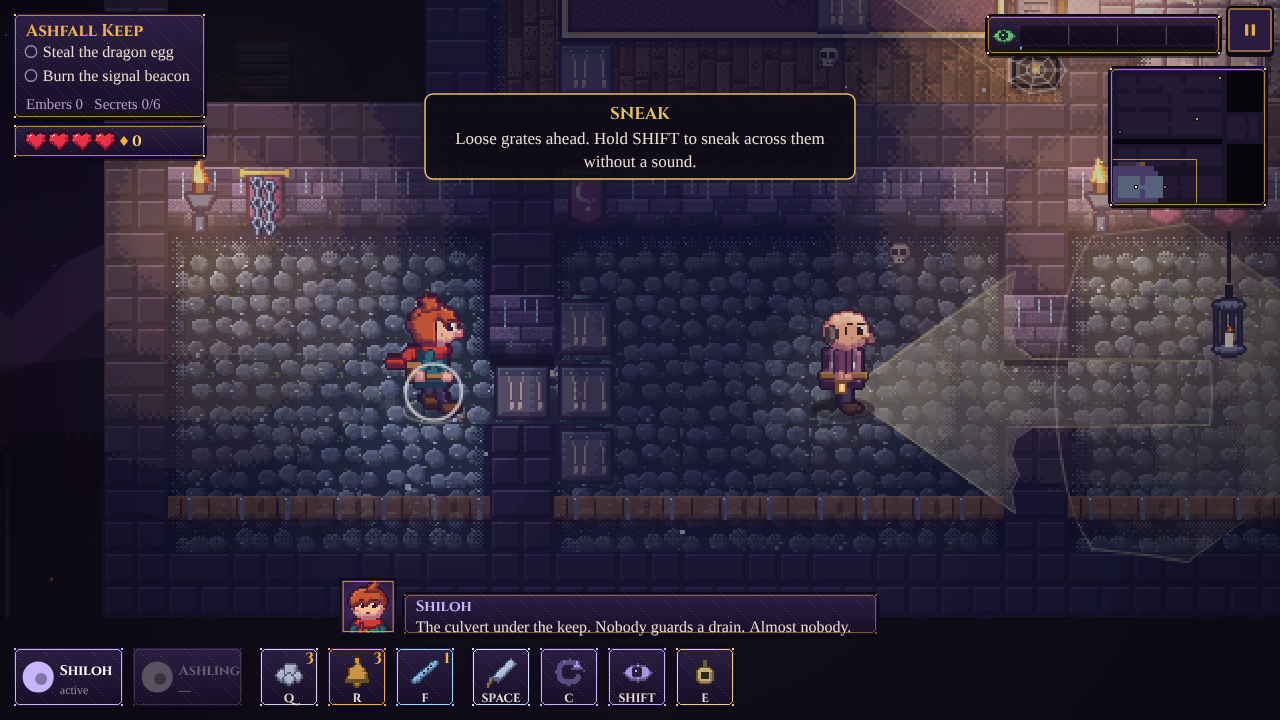 ASHFALL KEEP
Steal the dragon egg
Burn the signal beacon
Embers 0 Secrets 0/6
0
SNEAK
Loose grates ahead. Hold SHIFT to sneak across them
without a sound.
SHILOH
The culvert under the keep. Nobody guards a drain. Almost nobody.
SHILOH
active
ASHLING
—
3
Q
3
R
1
F
SPACE
C
SHIFT
E